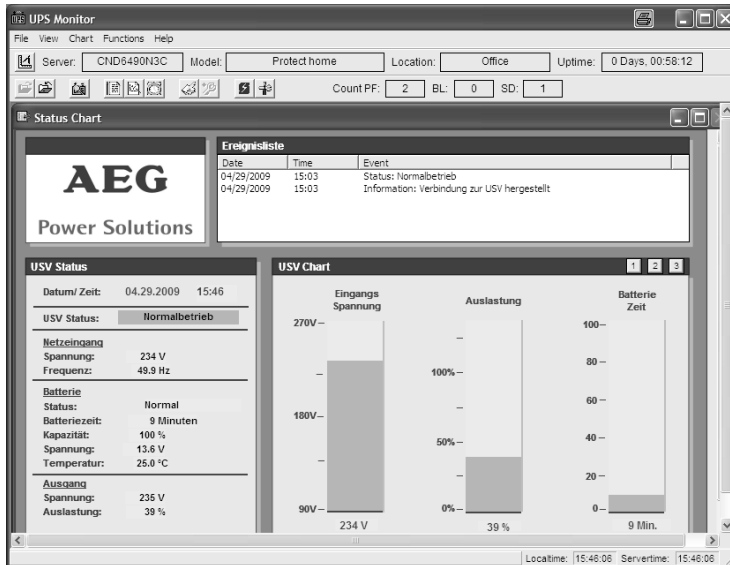 UPS Monitor
File View Chart Functions Help
Server: CND6490N3C Model: Protect home Location: Office Uptime: 0 Days, 00:58:12
Count PF: 2 BL: 0 SD: 1
Status Chart
AEG
Power Solutions
Ereignisliste
Date Time Event
04/29/2009 15:03 Status: Normalbetrieb
04/29/2009 15:03 Information: Verbindung zur USV hergestellt
USV Status
Datum/ Zeit: 04.29.2009 15:46
USV Status: Normalbetrieb
Netzeingang
Spannung: 234 V
Frequenz: 49.9 Hz
Batterie
Status: Normal
Batteriezeit: 9 Minuten
Kapazität: 100 %
Spannung: 13.6 V
Temperatur: 25.0 °C
Ausgang
Spannung: 235 V
Auslastung: 39 %
USV Chart 1 2 3
Eingangs
Spannung
270V
180V
90V
234 V
Auslastung
100%
50%
0%
39 %
Batterie
Zeit
100
80
60
40
20
0
9 Min.
Localtime: 15:46:06 Servertime: 15:46:06